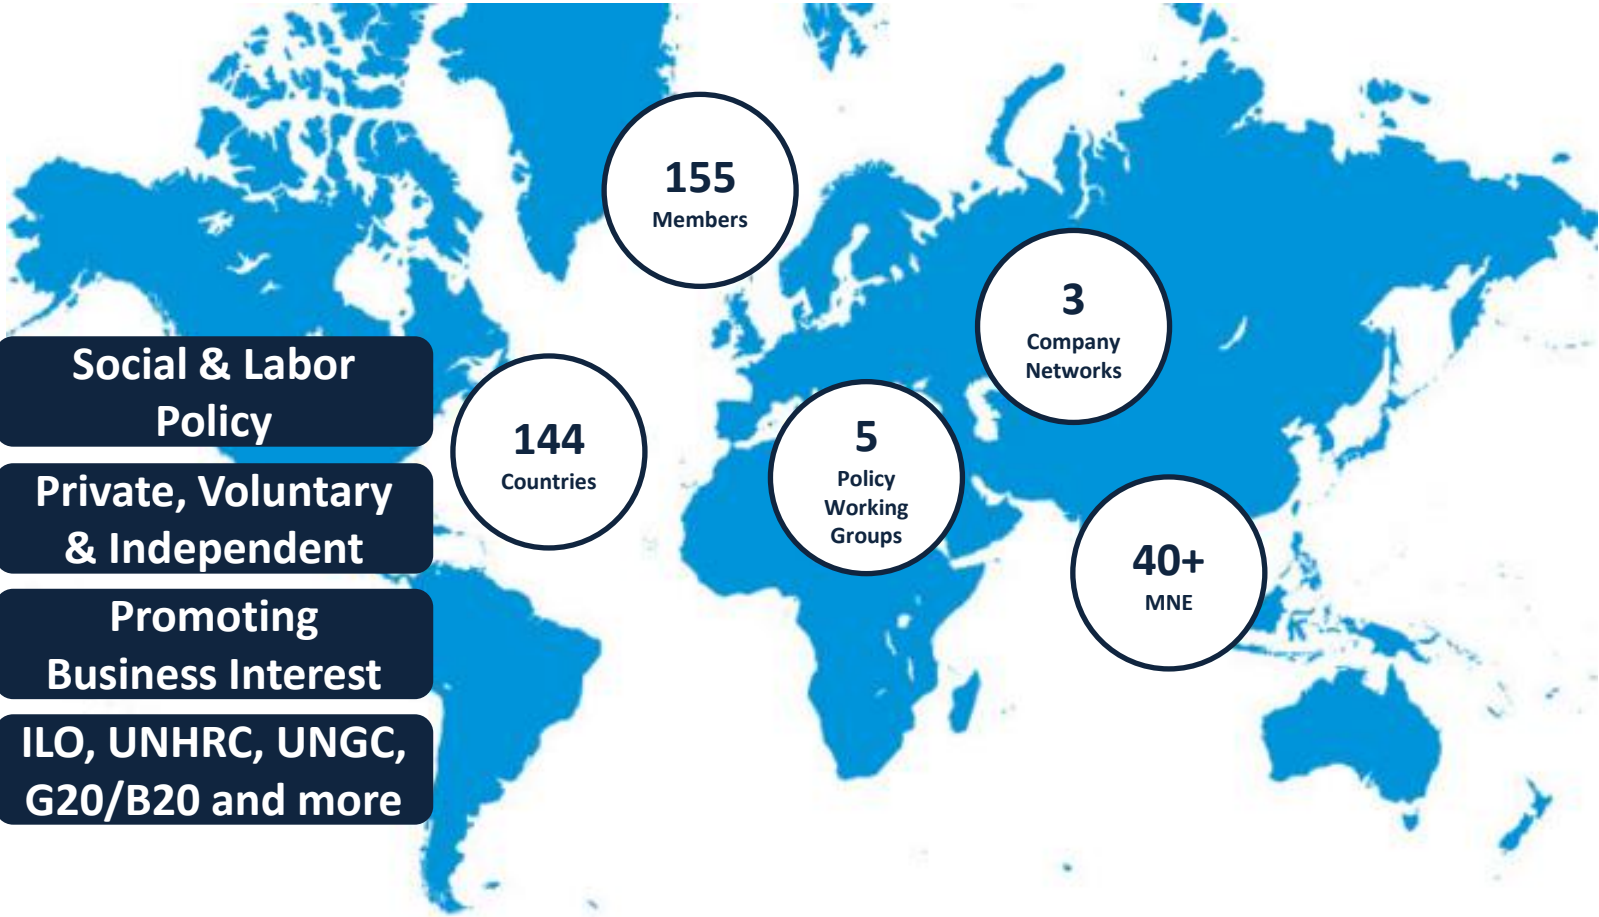 155
Members
3
Company
Networks
Social & Labor
Policy
144
Countries
5
Policy
Working
Groups
Private, Voluntary
& Independent
40+
MNE
Promoting
Business Interest
ILO, UNHRC, UNGC,
G20/B20 and more